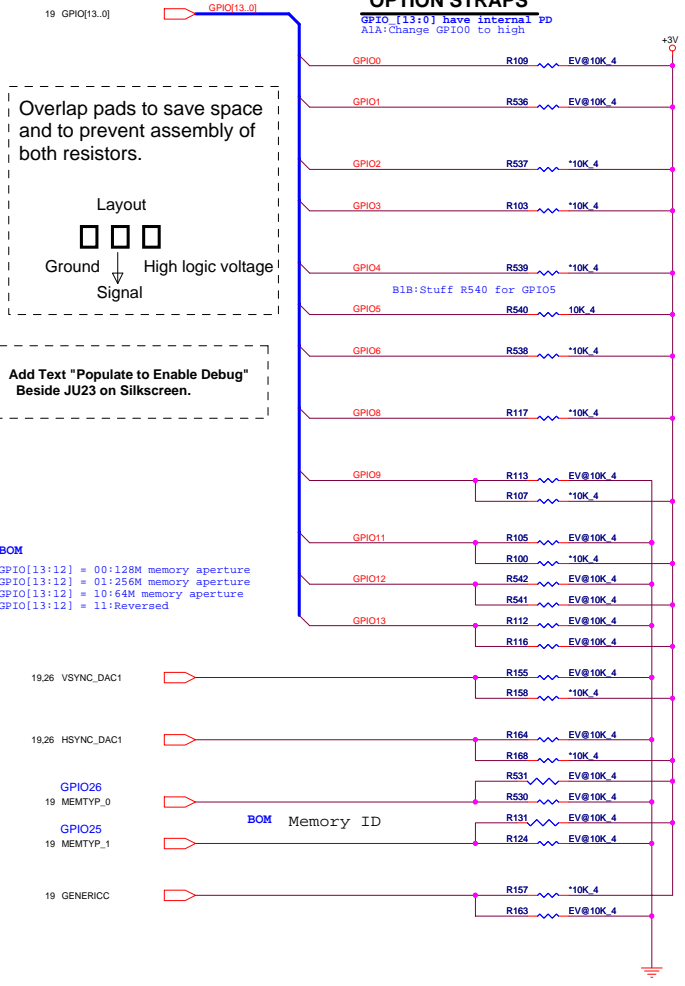 OPTION STRAPS
GPIO_[13:0] have internal PD
A1A:Change GPIO0 to high
19 GPIO[13..0]
GPIO[13..0]
+3V
GPIO0 R109 EV@10K_4
GPIO1 R536 EV@10K_4
Overlap pads to save space
and to prevent assembly of
both resistors.
Layout
Ground High logic voltage
Signal
GPIO2 R537 *10K_4
GPIO3 R103 *10K_4
GPIO4 R539 *10K_4
B1B:Stuff R540 for GPIO5
GPIO5 R540 10K_4
GPIO6 R538 *10K_4
Add Text "Populate to Enable Debug"
Beside JU23 on Silkscreen.
GPIO8 R117 *10K_4
GPIO9 R113 EV@10K_4
R107 *10K_4
GPIO11 R105 EV@10K_4
R100 *10K_4
GPIO12 R542 EV@10K_4
R541 EV@10K_4
GPIO13 R112 EV@10K_4
R116 EV@10K_4
BOM
GPIO[13:12] = 00:128M memory aperture
GPIO[13:12] = 01:256M memory aperture
GPIO[13:12] = 10:64M memory aperture
GPIO[13:12] = 11:Reversed
19,26 VSYNC_DAC1 R155 EV@10K_4
R158 *10K_4
19,26 HSYNC_DAC1 R164 EV@10K_4
R168 *10K_4
R531 EV@10K_4
GPIO26
19 MEMTYP_0 R530 EV@10K_4
BOM Memory ID
R131 EV@10K_4
GPIO25
19 MEMTYP_1 R124 EV@10K_4
19 GENERICC R157 *10K_4
R163 EV@10K_4